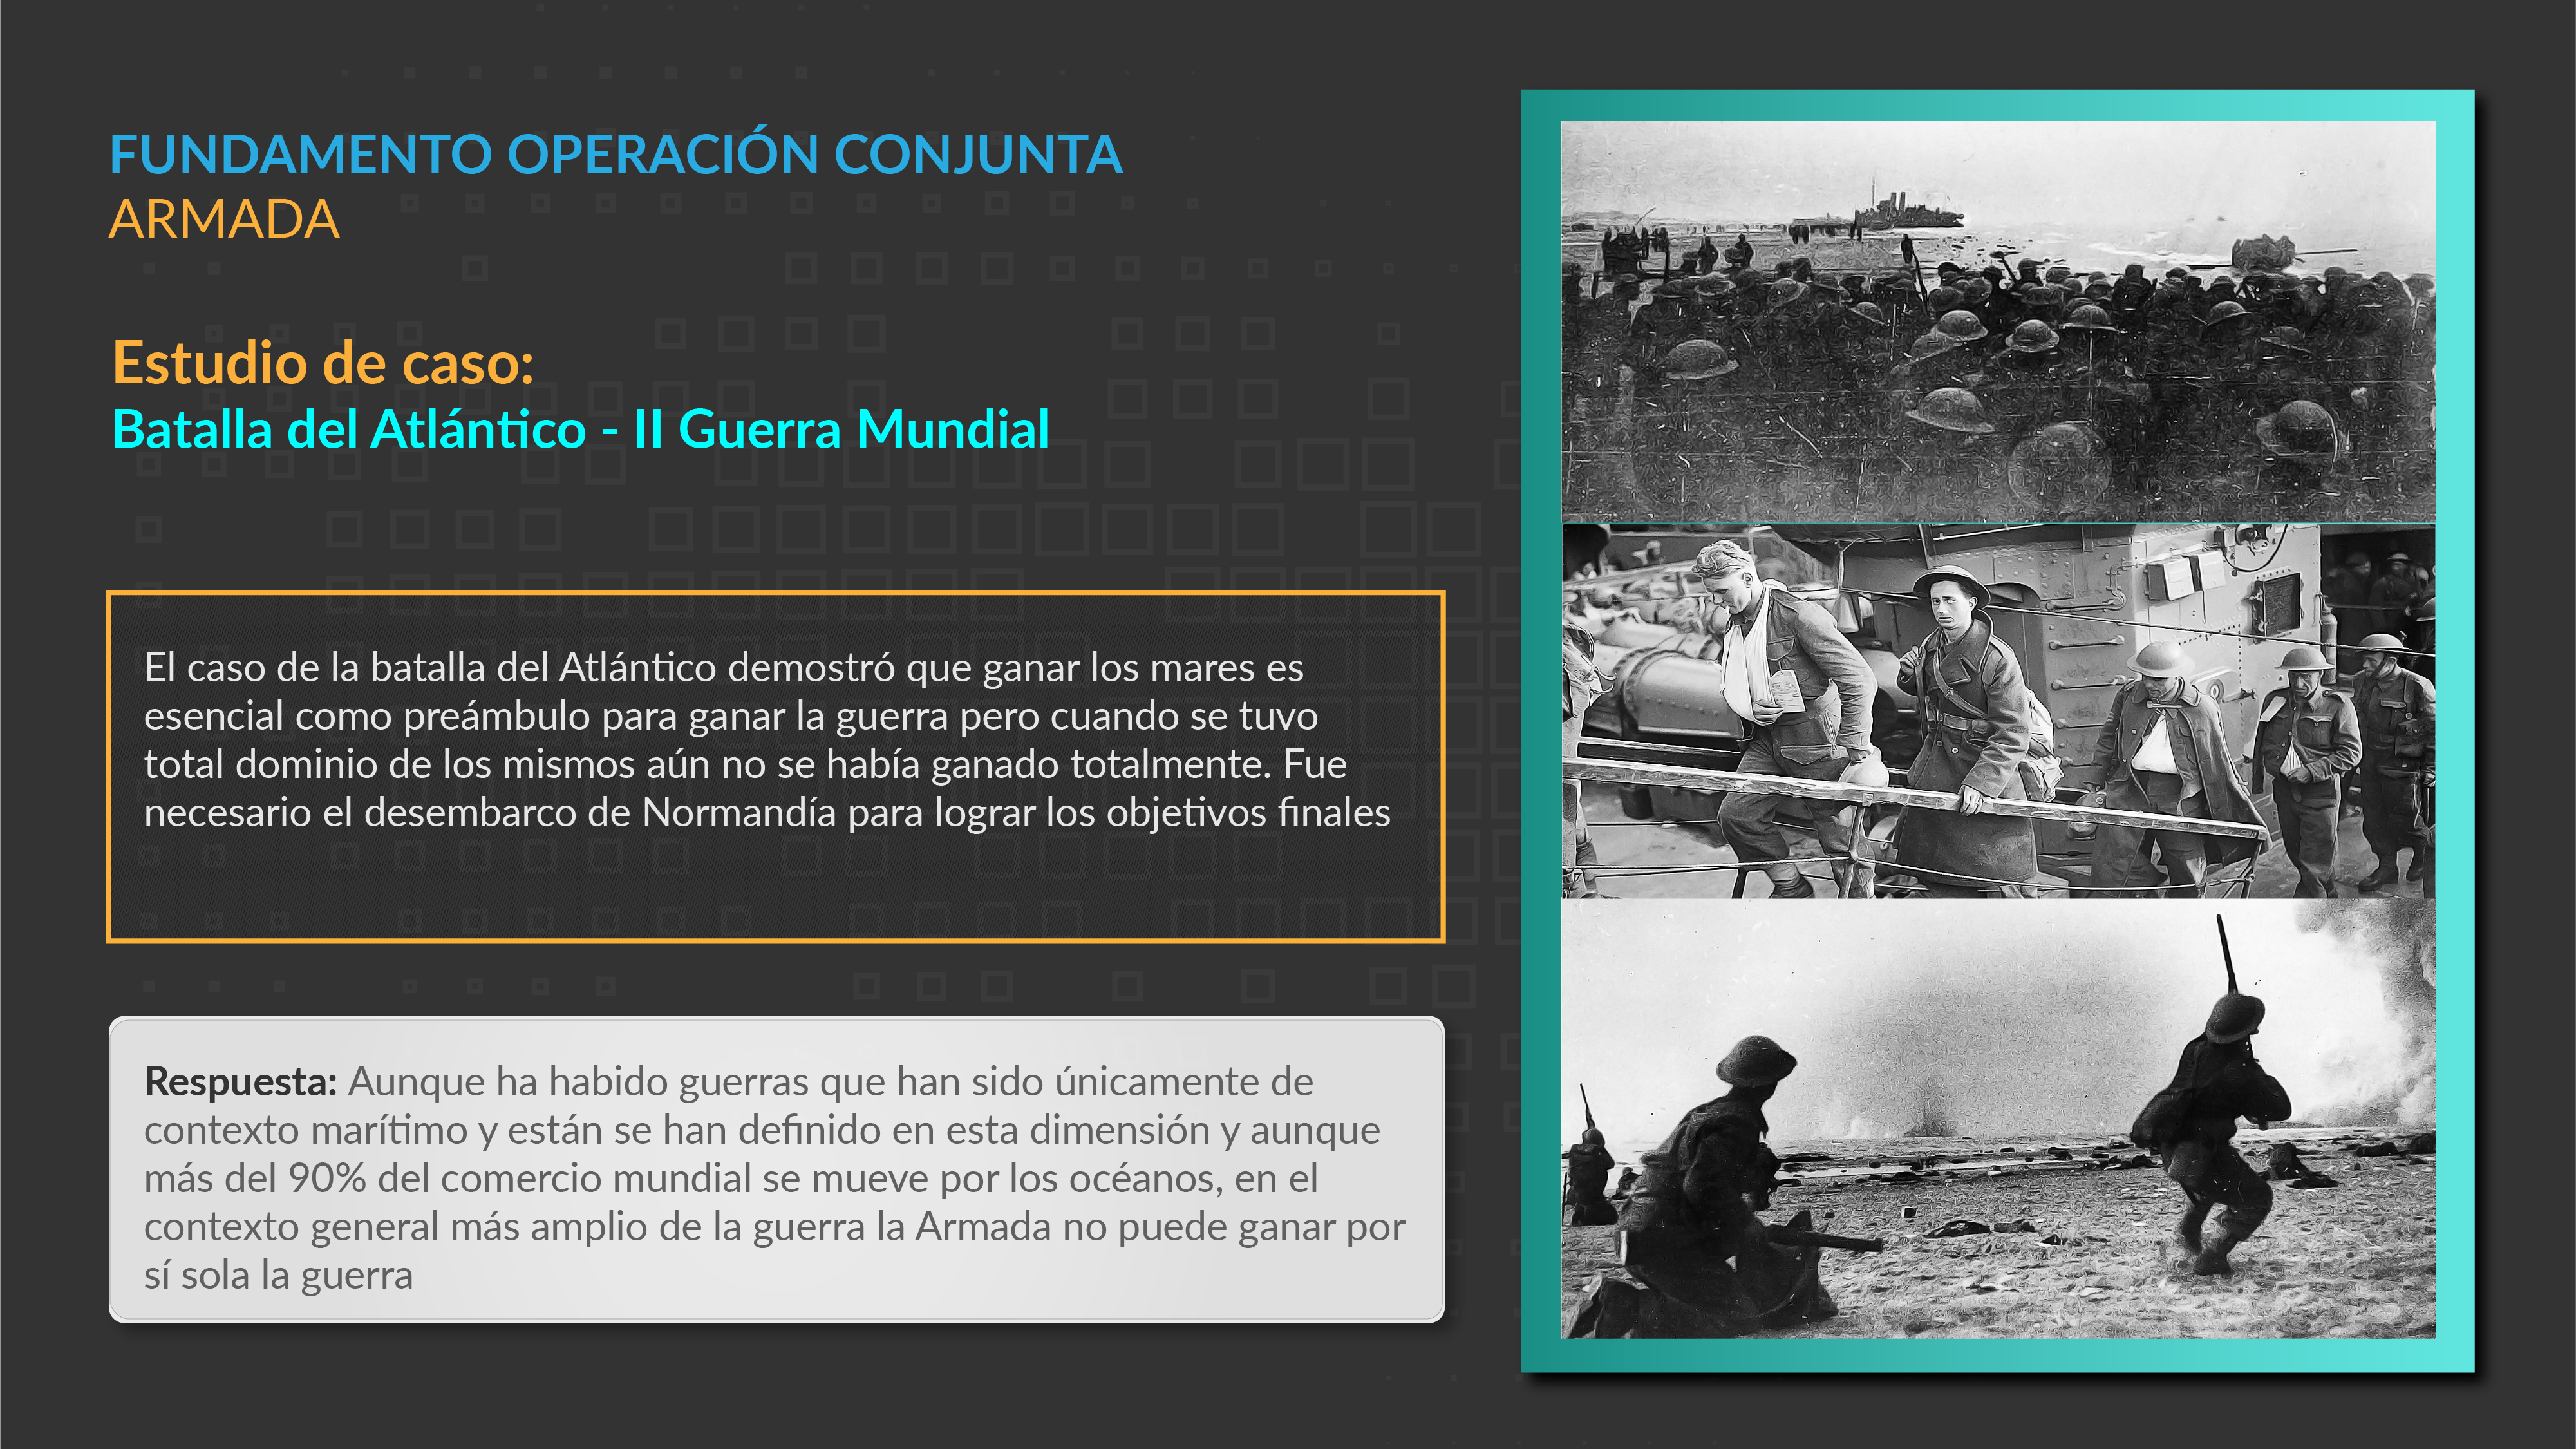 FUNDAMENTO OPERACIÓN CONJUNTA
ARMADA
Estudio de caso:
Batalla del Atlántico - II Guerra Mundial
El caso de la batalla del Atlántico demostró que ganar los mares es
esencial como preámbulo para ganar la guerra pero cuando se tuvo
total dominio de los mismos aún no se había ganado totalmente. Fue
necesario el desembarco de Normandía para lograr los objetivos finales
Respuesta: Aunque ha habido guerras que han sido únicamente de
contexto marítimo y están se han definido en esta dimensión y aunque
más del 90% del comercio mundial se mueve por los océanos, en el
contexto general más amplio de la guerra la Armada no puede ganar por
sí sola la guerra